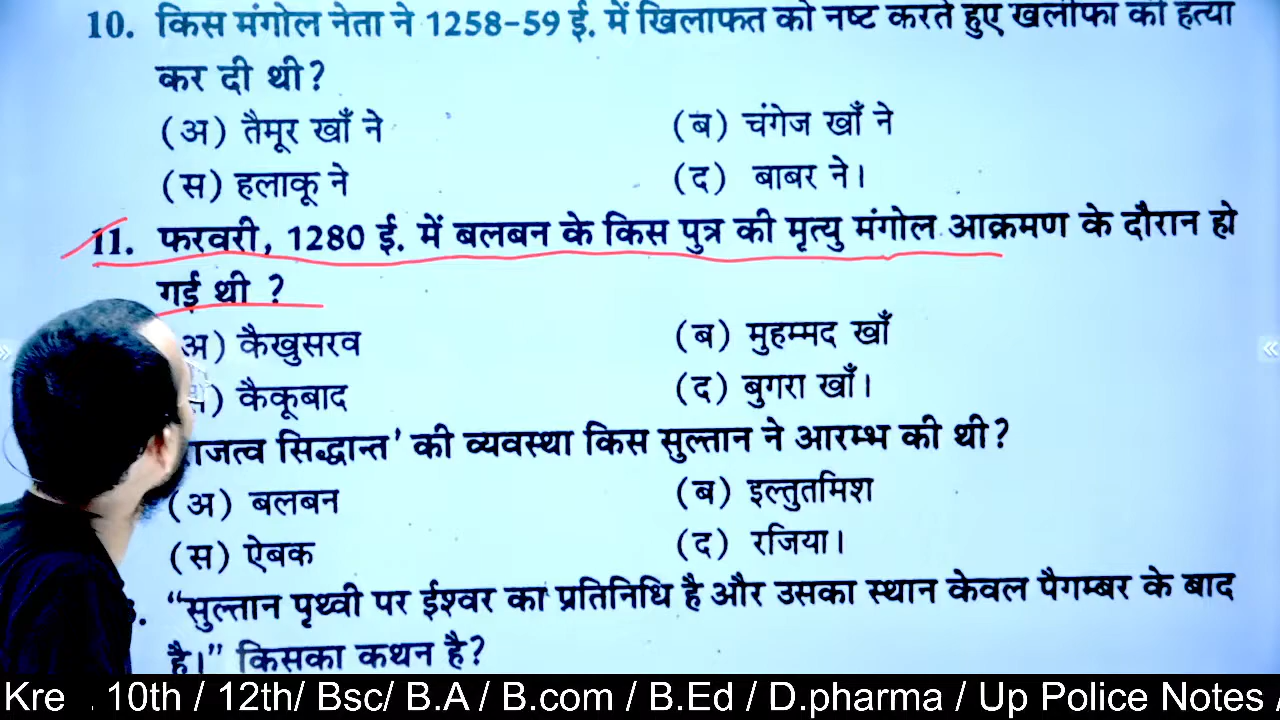 10. किस मंगोल नेता ने 1258-59 ई. में खिलाफत को नष्ट करते हुए खलीफा की हत्या
कर दी थी?
(अ) तैमूर खाँ ने (ब) चंगेज खाँ ने
(स) हलाकू ने (द) बाबर ने।
11. फरवरी, 1280 ई. में बलबन के किस पुत्र की मृत्यु मंगोल आक्रमण के दौरान हो
गई थी ?
अ) कैखुसरव (ब) मुहम्मद खाँ
) कैकूबाद (द) बुगरा खाँ।
सिद्धान्त' की व्यवस्था किस सुल्तान ने आरम्भ की थी?
(अ) बलबन (ब) इल्तुतमिश
(स) ऐबक (द) रजिया।
"सुल्तान पृथ्वी पर ईश्वर का प्रतिनिधि है और उसका स्थान केवल पैगम्बर के बाद
है।" किसका कथन है?
Kre . 10th / 12th/ Bsc/ B.A / B.com / B.Ed / D.pharma / Up Police Notes /